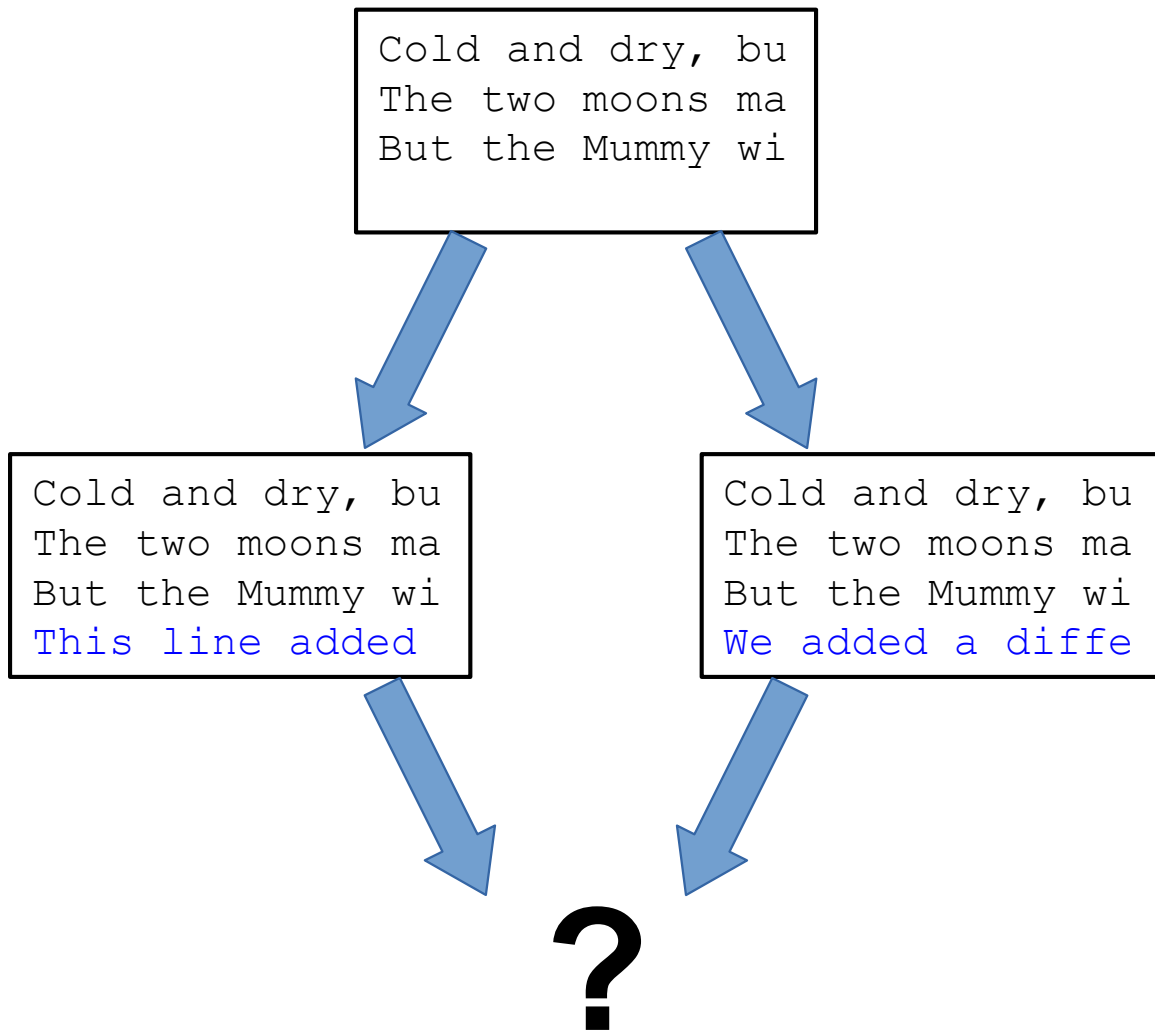 Cold and dry, bu
The two moons ma
But the Mummy wi
Cold and dry, bu
The two moons ma
But the Mummy wi
This line added
Cold and dry, bu
The two moons ma
But the Mummy wi
We added a diffe
?